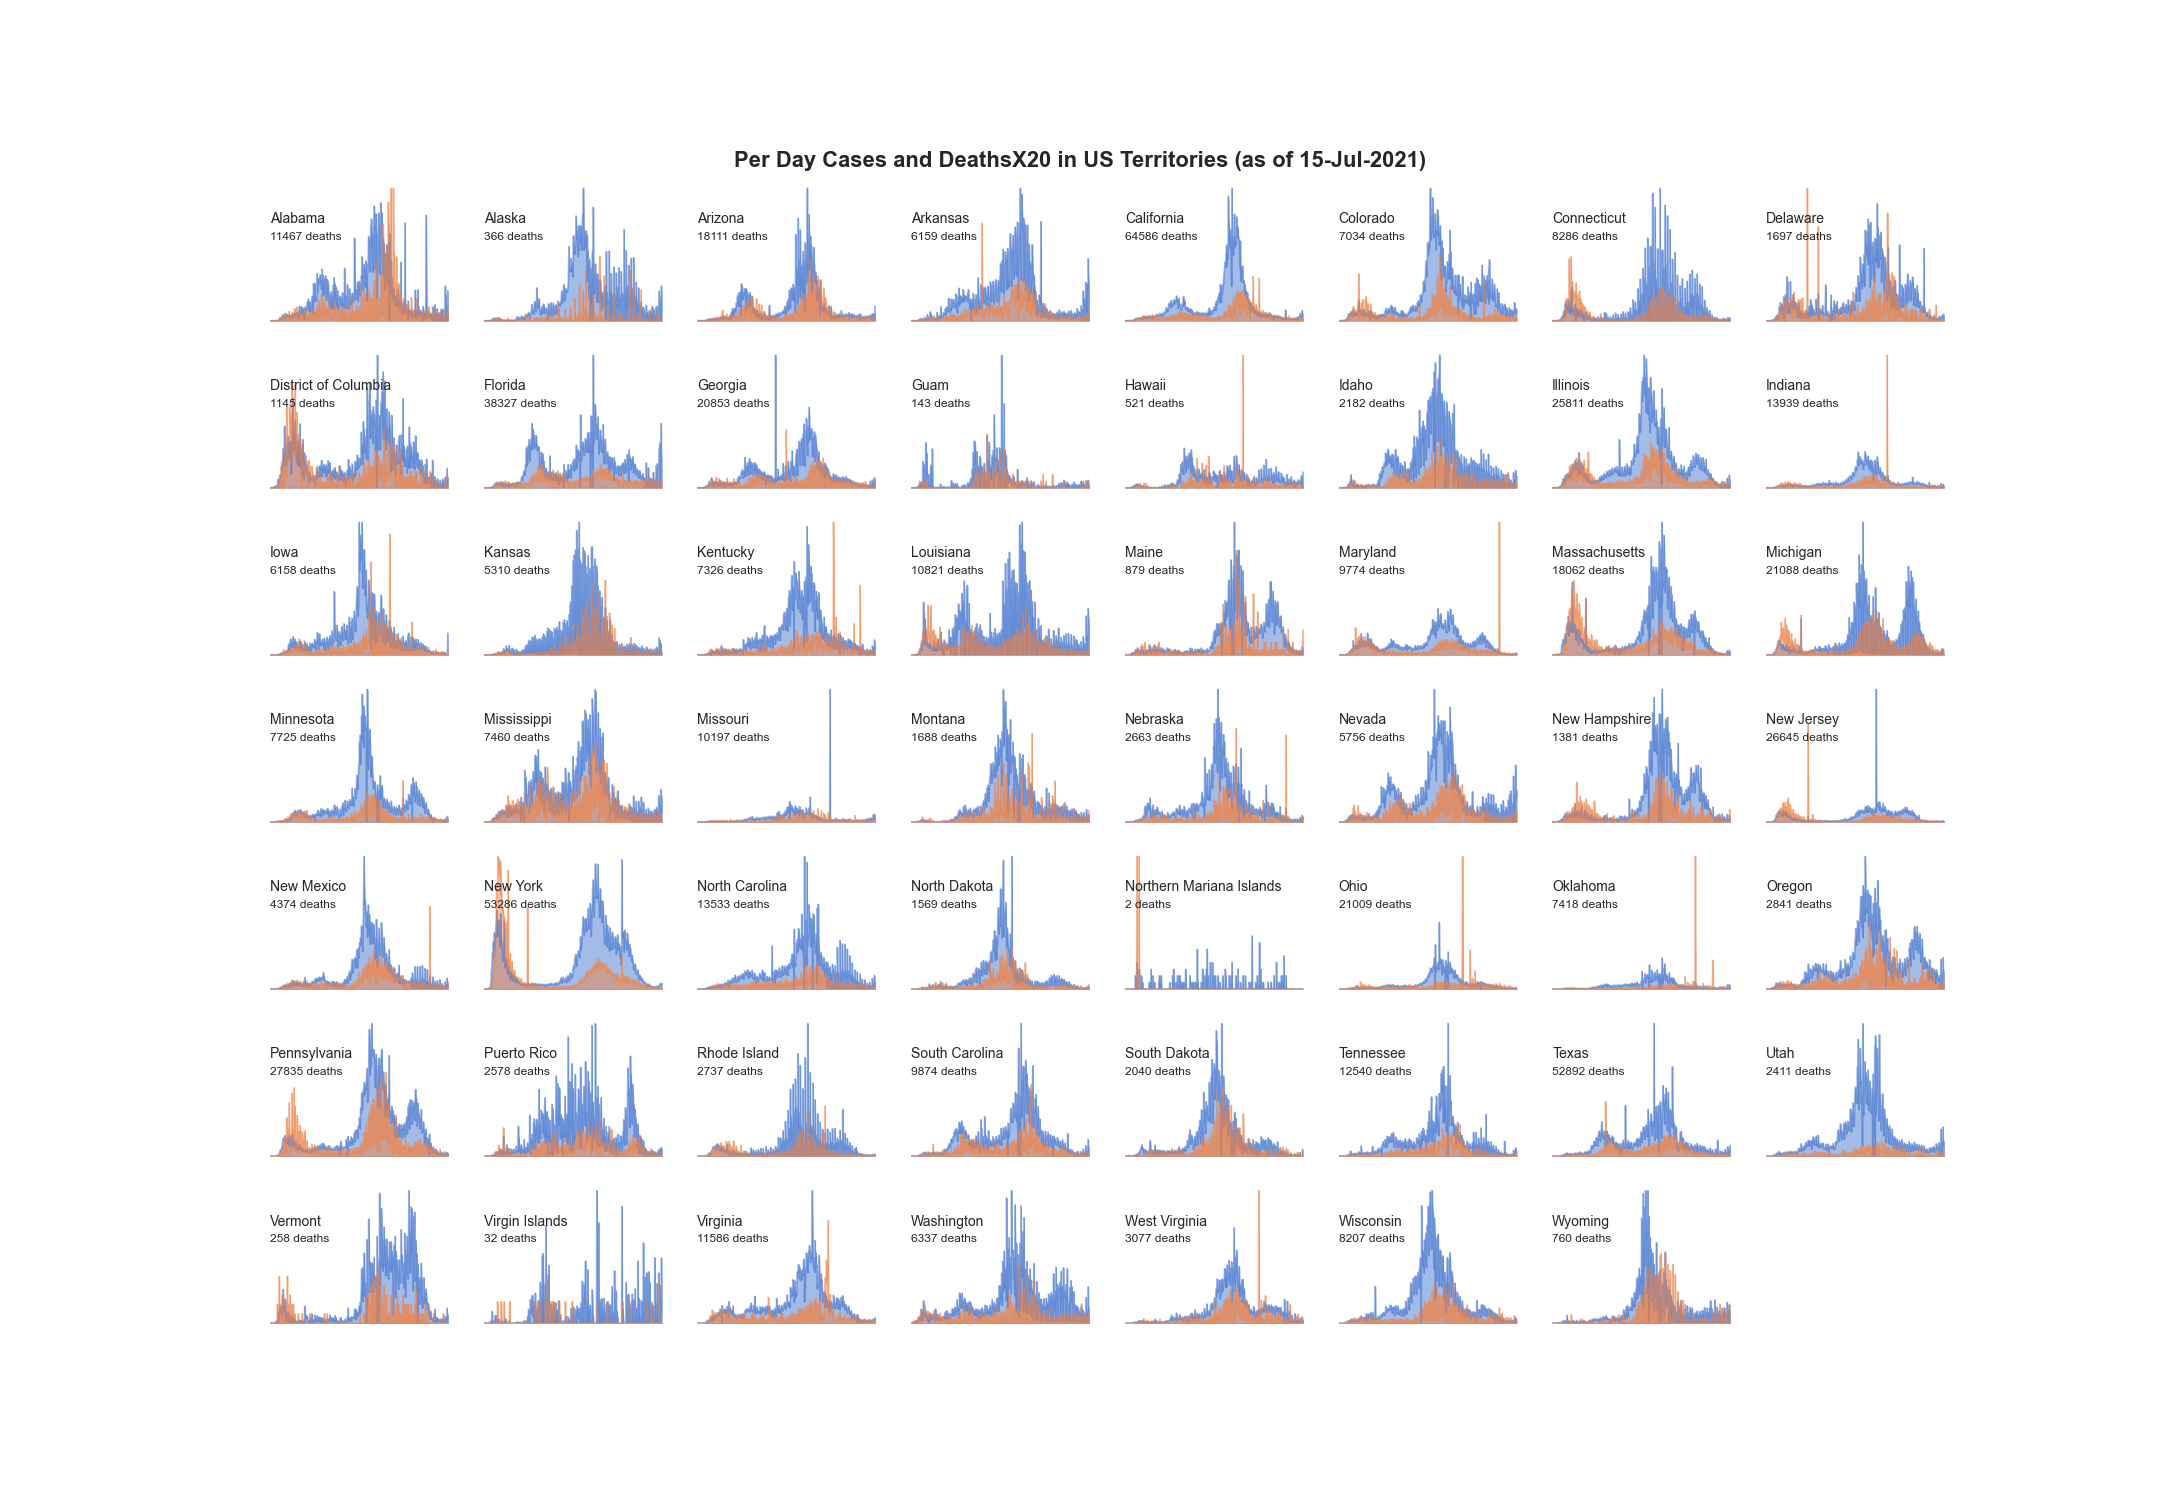 Per Day Cases and DeathsX20 in US Territories (as of 15-Jul-2021)
Alabama
11467 deaths
Alaska
366 deaths
Arizona
18111 deaths
Arkansas
6159 deaths
California
64586 deaths
Colorado
7034 deaths
Connecticut
8286 deaths
Delaware
1697 deaths
District of Columbia
1145 deaths
Florida
38327 deaths
Georgia
20853 deaths
Guam
143 deaths
Hawaii
521 deaths
Idaho
2182 deaths
Illinois
25811 deaths
Indiana
13939 deaths
Iowa
6158 deaths
Kansas
5310 deaths
Kentucky
7326 deaths
Louisiana
10821 deaths
Maine
879 deaths
Maryland
9774 deaths
Massachusetts
18062 deaths
Michigan
21088 deaths
Minnesota
7725 deaths
Mississippi
7460 deaths
Missouri
10197 deaths
Montana
1688 deaths
Nebraska
2663 deaths
Nevada
5756 deaths
New Hampshire
1381 deaths
New Jersey
26645 deaths
New Mexico
4374 deaths
New York
53286 deaths
North Carolina
13533 deaths
North Dakota
1569 deaths
Northern Mariana Islands
2 deaths
Ohio
21009 deaths
Oklahoma
7418 deaths
Oregon
2841 deaths
Pennsylvania
27835 deaths
Puerto Rico
2578 deaths
Rhode Island
2737 deaths
South Carolina
9874 deaths
South Dakota
2040 deaths
Tennessee
12540 deaths
Texas
52892 deaths
Utah
2411 deaths
Vermont
258 deaths
Virgin Islands
32 deaths
Virginia
11586 deaths
Washington
6337 deaths
West Virginia
3077 deaths
Wisconsin
8207 deaths
Wyoming
760 deaths